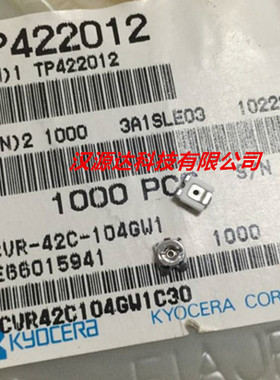 P422012
)1 TP422012
N)2 1000 3A1SLE03 1022
汉源达科技有限公司
1000 PC
CVR-42C-104GW1
1000
E66015941
CVR42C104GW1C30
KYOCERA KYOCERA COR